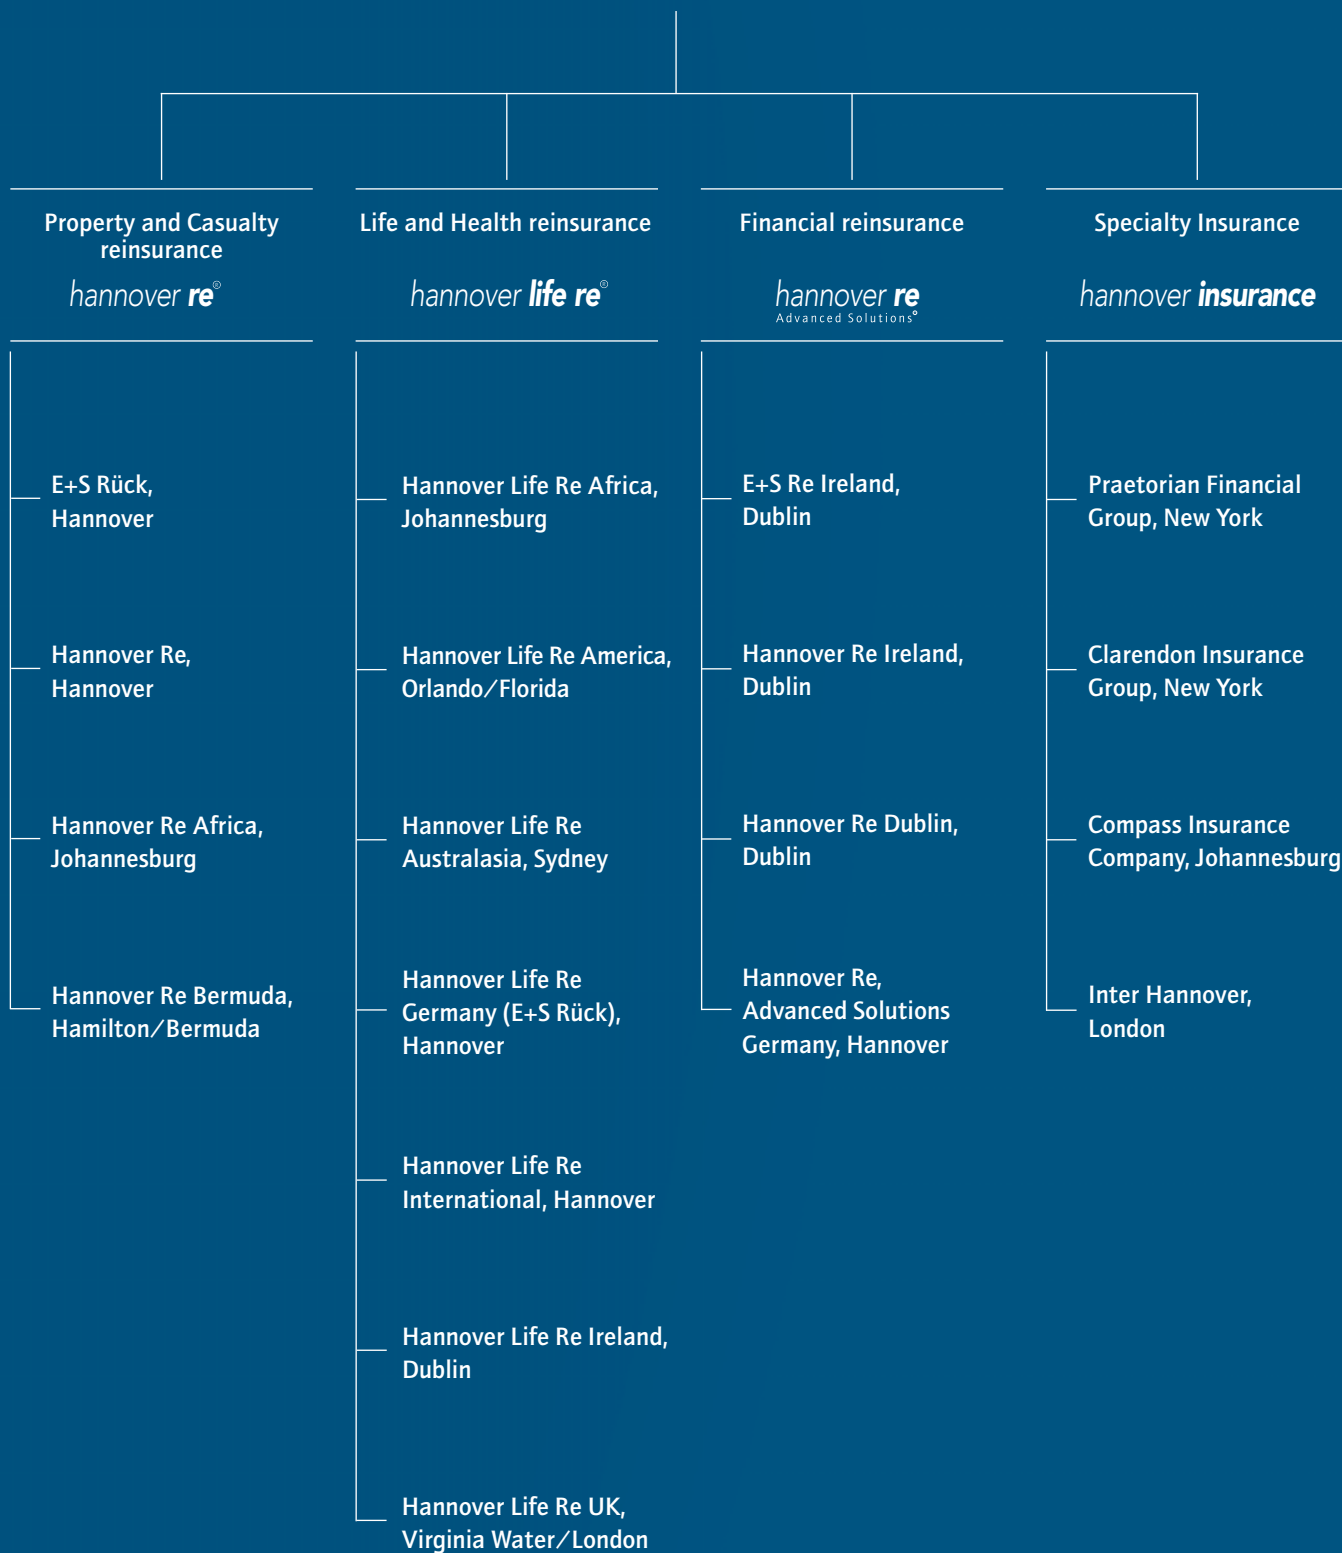 Property and Casualty
reinsurance
hannover re®
Life and Health reinsurance
hannover life re®
Financial reinsurance
hannover re
Advanced Solutions°
Specialty Insurance
hannover insurance
E+S Rück,
Hannover
Hannover Re,
Hannover
Hannover Re Africa,
Johannesburg
Hannover Re Bermuda,
Hamilton/Bermuda
Hannover Life Re Africa,
Johannesburg
Hannover Life Re America,
Orlando/Florida
Hannover Life Re
Australasia, Sydney
Hannover Life Re
Germany (E+S Rück),
Hannover
Hannover Life Re
International, Hannover
Hannover Life Re Ireland,
Dublin
Hannover Life Re UK,
Virginia Water/London
E+S Re Ireland,
Dublin
Hannover Re Ireland,
Dublin
Hannover Re Dublin,
Dublin
Hannover Re,
Advanced Solutions
Germany, Hannover
Praetorian Financial
Group, New York
Clarendon Insurance
Group, New York
Compass Insurance
Company, Johannesburg
Inter Hannover,
London